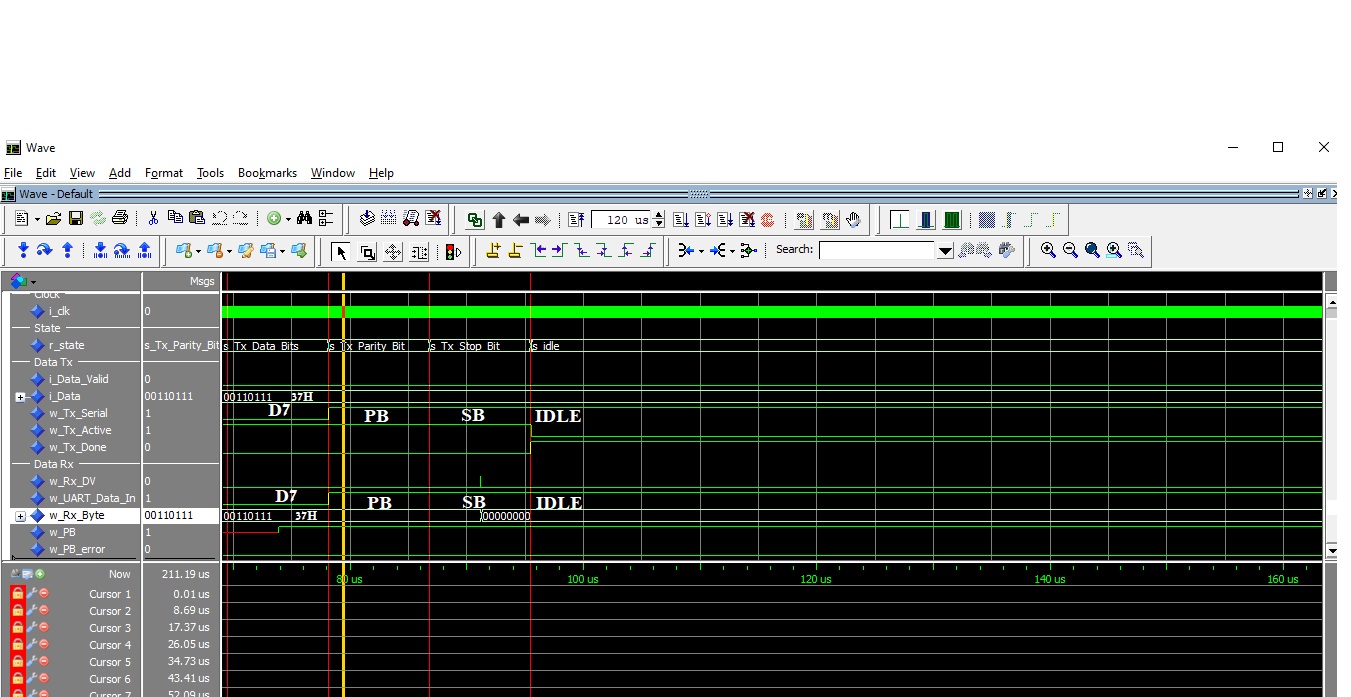 Wave
File Edit View Add Format Tools Bookmarks Window Help
Wave - Default
120 us
Search:
Msgs
Clock
i_clk 0
State
r_state s_Tx_Parity_Bit s_Tx_Data_Bits s_Tx_Parity_Bit s_Tx_Stop_Bit s_idle
Data Tx
i_Data_Valid 0
i_Data 00110111 00110111 37H
w_Tx_Serial 1 D7 PB SB IDLE
w_Tx_Active 1
w_Tx_Done 0
Data Rx
w_Rx_DV 0
w_UART_Data_In 1 D7 PB SB IDLE
w_Rx_Byte 00110111 00110111 37H 00000000
w_PB 1
w_PB_error 0
Now 211.19 us 80 us 100 us 120 us 140 us 160 us
Cursor 1 0.01 us
Cursor 2 8.69 us
Cursor 3 17.37 us
Cursor 4 26.05 us
Cursor 5 34.73 us
Cursor 6 43.41 us
Cursor 7 52.09 us